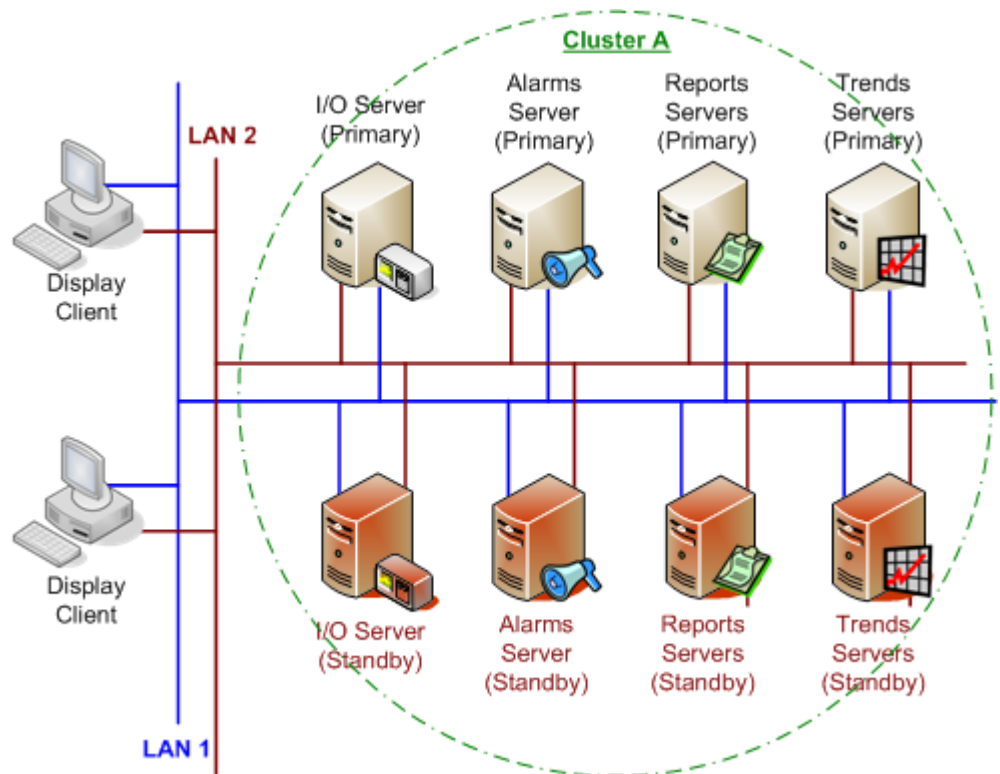 Cluster A
I/O Server
(Primary)
Alarms
Server
(Primary)
Reports
Servers
(Primary)
Trends
Servers
(Primary)
LAN 2
Display
Client
Display
Client
I/O Server
(Standby)
Alarms
Server
(Standby)
Reports
Servers
(Standby)
Trends
Servers
(Standby)
LAN 1